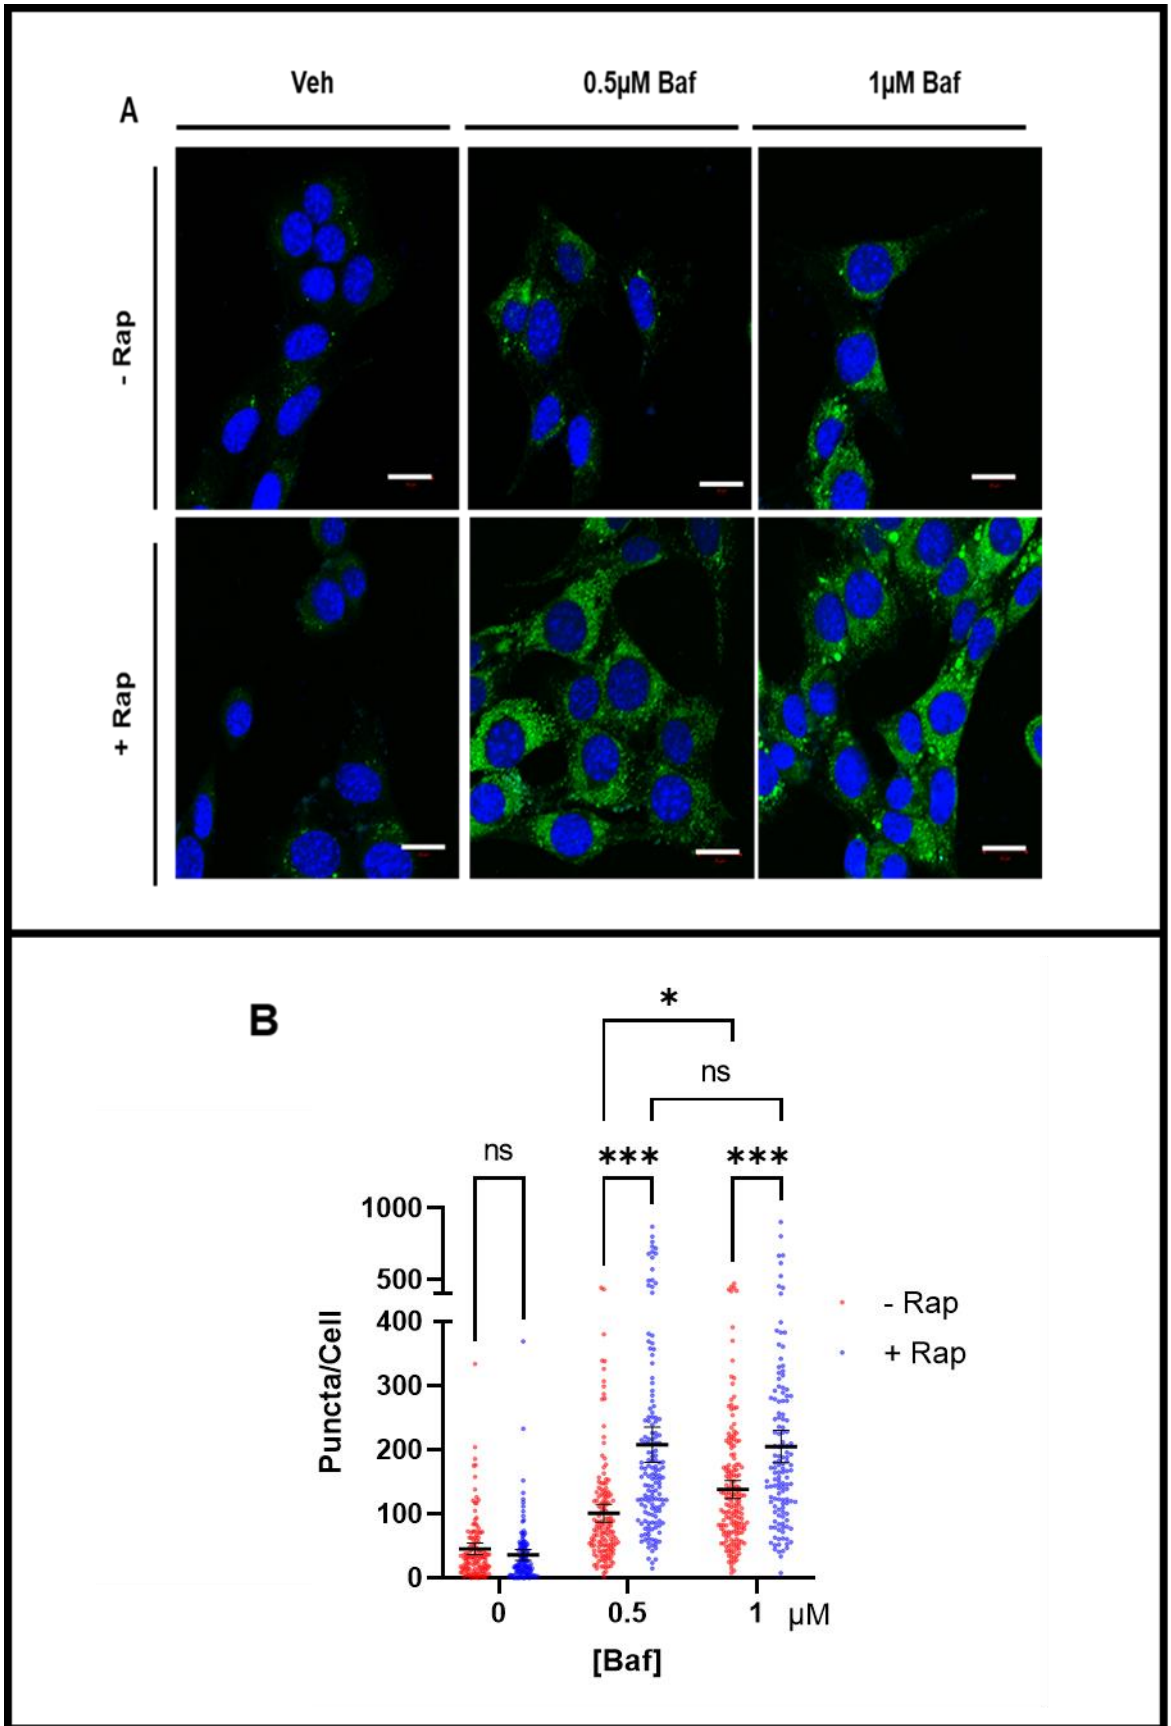 Veh 0.5µM Baf 1µM Baf
A
- Rap
+ Rap
B
*
ns
ns *** ***
1000
500
400
300
200
100
0
Puncta/Cell
- Rap
+ Rap
0 0.5 1 µM
[Baf]